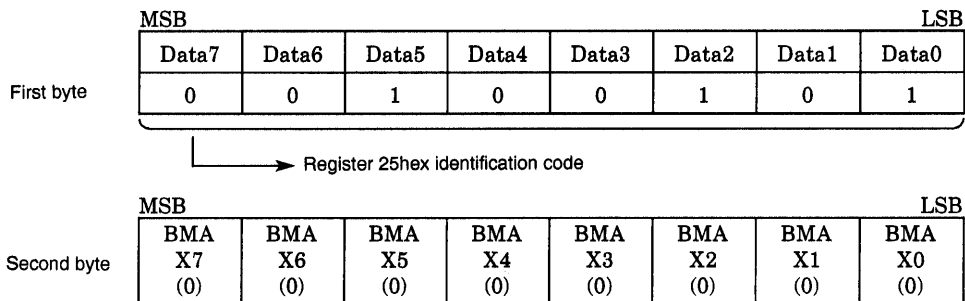 MSB LSB
Data7 Data6 Data5 Data4 Data3 Data2 Data1 Data0
First byte 0 0 1 0 0 1 0 1
Register 25hex identification code
MSB LSB
BMA BMA BMA BMA BMA BMA BMA BMA
Second byte X7 X6 X5 X4 X3 X2 X1 X0
(0) (0) (0) (0) (0) (0) (0) (0)